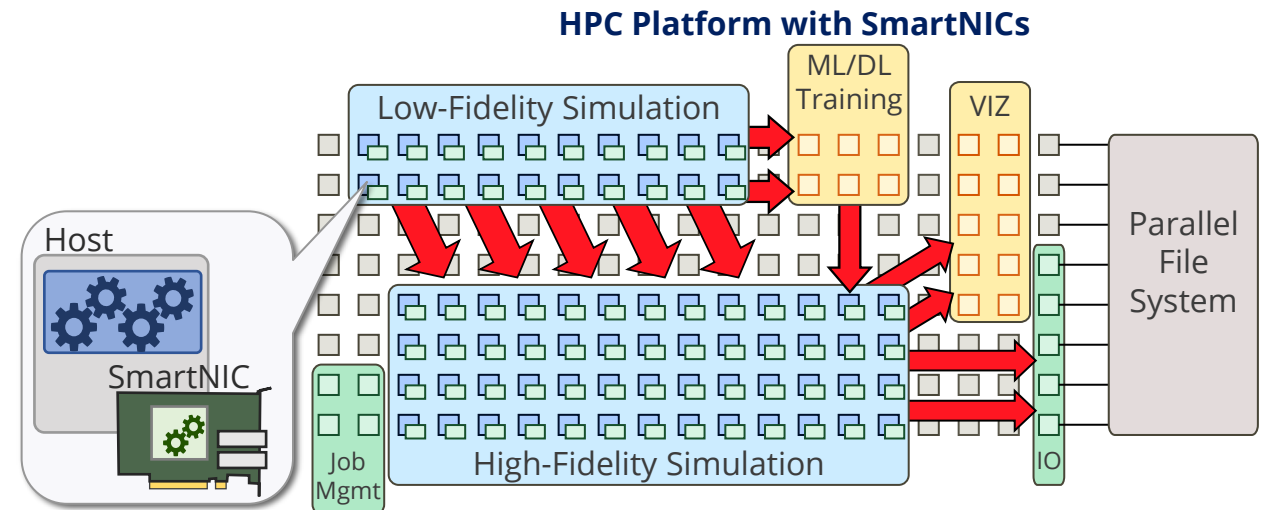 HPC Platform with SmartNICs
Low-Fidelity Simulation
ML/DL
Training
VIZ
Host
SmartNIC
Parallel
File
System
Job
Mgmt
High-Fidelity Simulation
IO